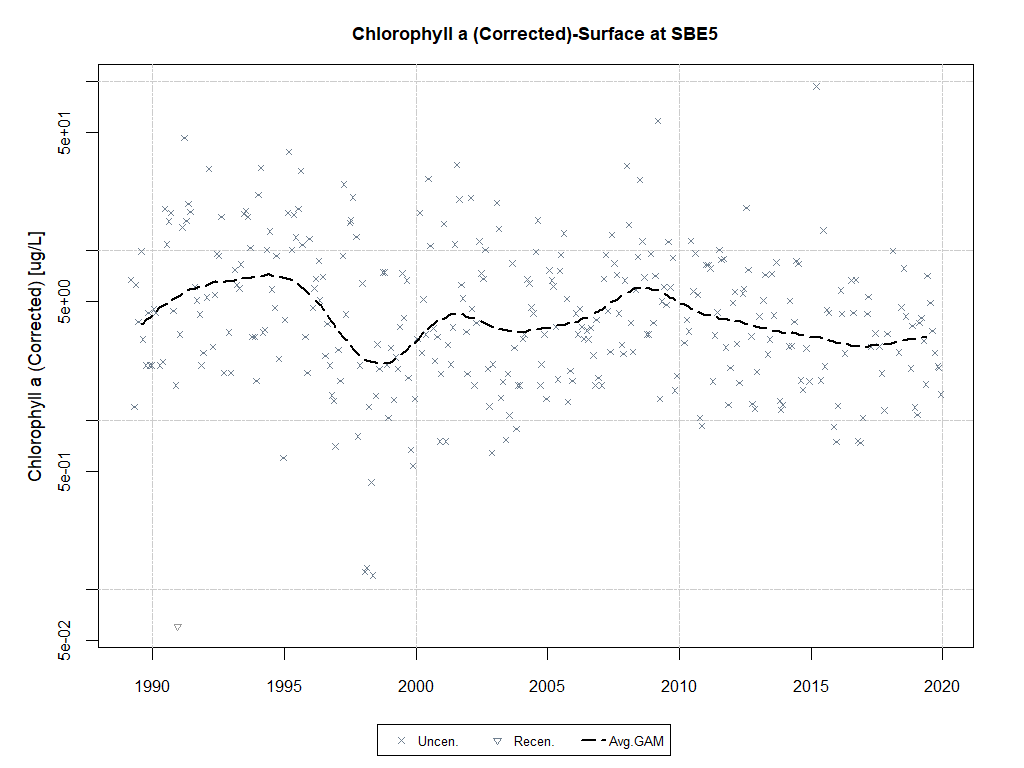 Chlorophyll a (Corrected)-Surface at SBE5
Chlorophyll a (Corrected) [ug/L]
5e+01
5e+00
5e-01
5e-02
1990 1995 2000 2005 2010 2015 2020
Uncen. Recen. Avg.GAM